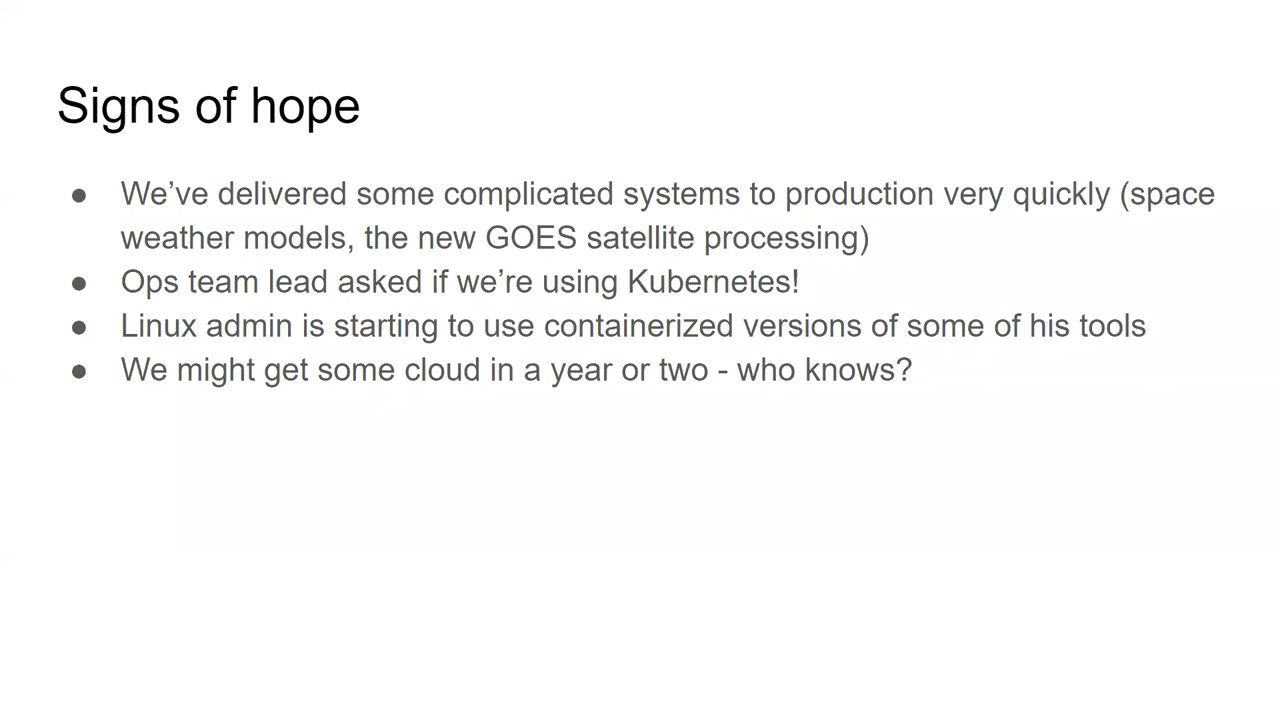 Signs of hope
● We’ve delivered some complicated systems to production very quickly (space
weather models, the new GOES satellite processing)
● Ops team lead asked if we’re using Kubernetes!
● Linux admin is starting to use containerized versions of some of his tools
● We might get some cloud in a year or two - who knows?